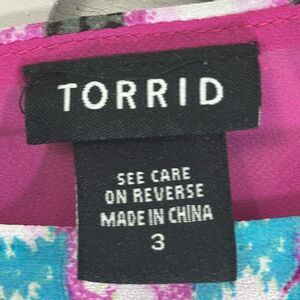 TORRID
SEE CARE
ON REVERSE
MADE IN CHINA
3